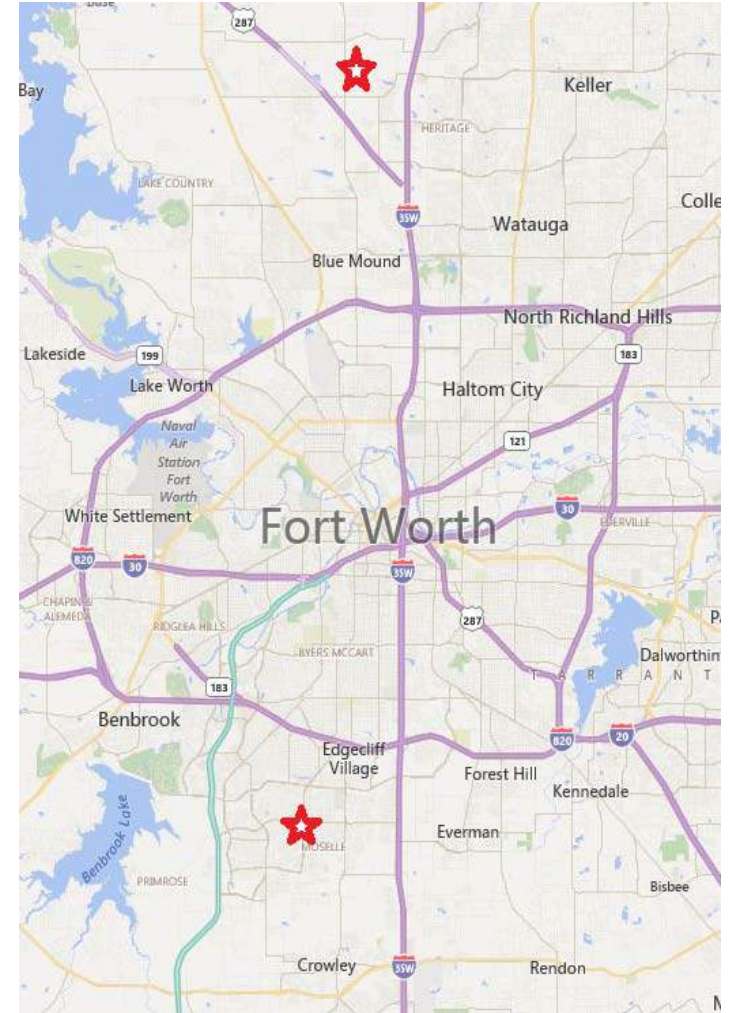 287
Keller
Bay
HERITAGE
LAKE COUNTRY
Colle
35W
Watauga
Blue Mound
North Richland Hills
Lakeside
199
183
Lake Worth
Haltom City
Naval
Air
Station
Fort
Worth
121
White Settlement
30
Fort Worth
EDERVILLE
820
30
35W
CHAPIN &
ALEMEDA
RIDGLEA HILLS
287
P
BYERS MCCART
Dalworthin
T A R R A N T
183
Benbrook
820
20
Edgecliff
Village
Forest Hill
Kennedale
Benbrook Lake
Everman
MOSELLE
PRIMROSE
Bisbee
Crowley
35W
Rendon